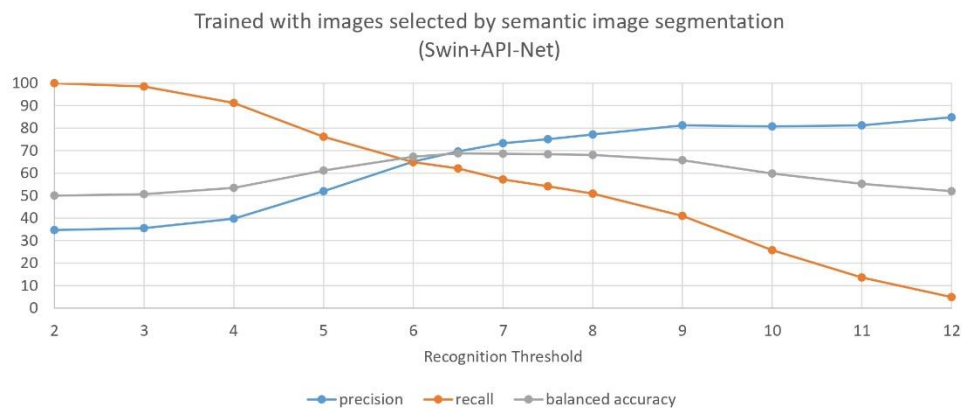 Trained with images selected by semantic image segmentation
(Swin+API-Net)
100
90
80
70
60
50
40
30
20
10
0
2 3 4 5 6 7 8 9 10 11 12
Recognition Threshold
precision recall balanced accuracy